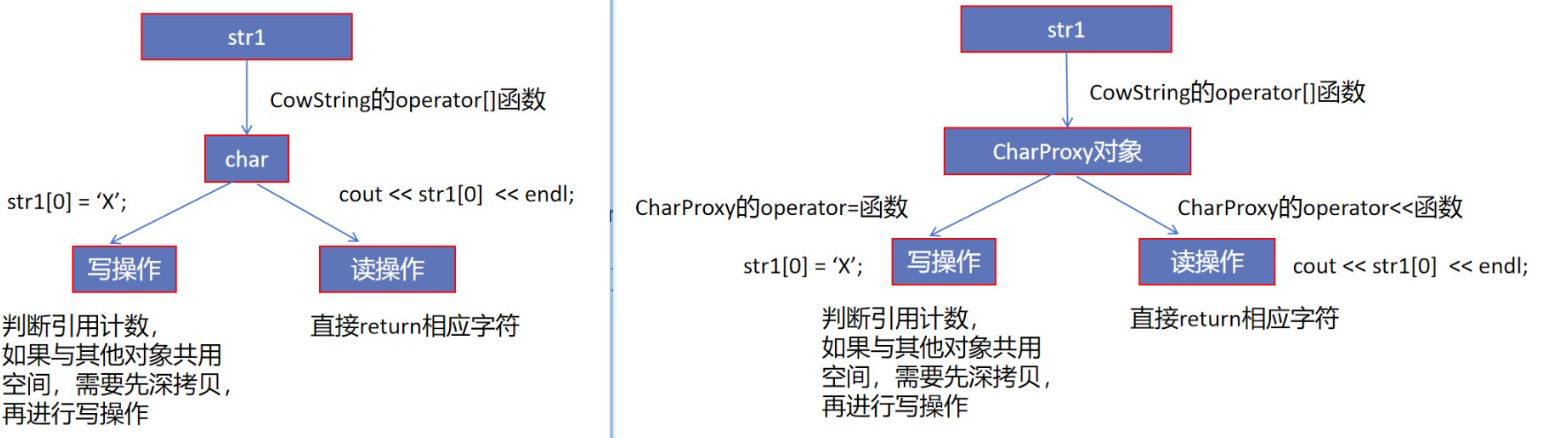 str1
CowString的operator[]函数
char
str1[0] = ‘X’;
cout << str1[0]  << endl;
写操作
读操作
判断引用计数，
如果与其他对象共用
空间，需要先深拷贝，
再进行写操作
直接return相应字符
str1
CowString的operator[]函数
CharProxy对象
CharProxy的operator=函数
CharProxy的operator<<函数
str1[0] = ‘X’;
写操作
读操作
cout << str1[0]  << endl;
判断引用计数，
如果与其他对象共用
空间，需要先深拷贝，
再进行写操作
直接return相应字符